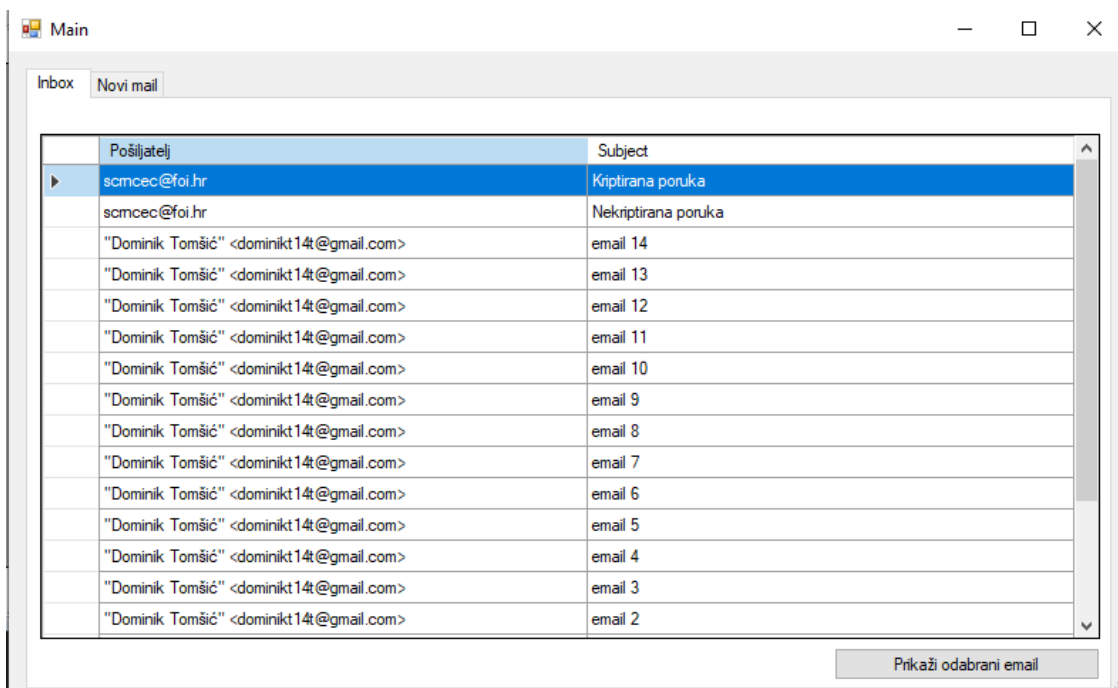 Main
Inbox Novi mail
Pošiljatelj Subject
scmcec@foi.hr Kriptirana poruka
scmcec@foi.hr Nekriptirana poruka
"Dominik Tomšić" <dominikt14t@gmail.com> email 14
"Dominik Tomšić" <dominikt14t@gmail.com> email 13
"Dominik Tomšić" <dominikt14t@gmail.com> email 12
"Dominik Tomšić" <dominikt14t@gmail.com> email 11
"Dominik Tomšić" <dominikt14t@gmail.com> email 10
"Dominik Tomšić" <dominikt14t@gmail.com> email 9
"Dominik Tomšić" <dominikt14t@gmail.com> email 8
"Dominik Tomšić" <dominikt14t@gmail.com> email 7
"Dominik Tomšić" <dominikt14t@gmail.com> email 6
"Dominik Tomšić" <dominikt14t@gmail.com> email 5
"Dominik Tomšić" <dominikt14t@gmail.com> email 4
"Dominik Tomšić" <dominikt14t@gmail.com> email 3
"Dominik Tomšić" <dominikt14t@gmail.com> email 2
Prikaži odabrani email